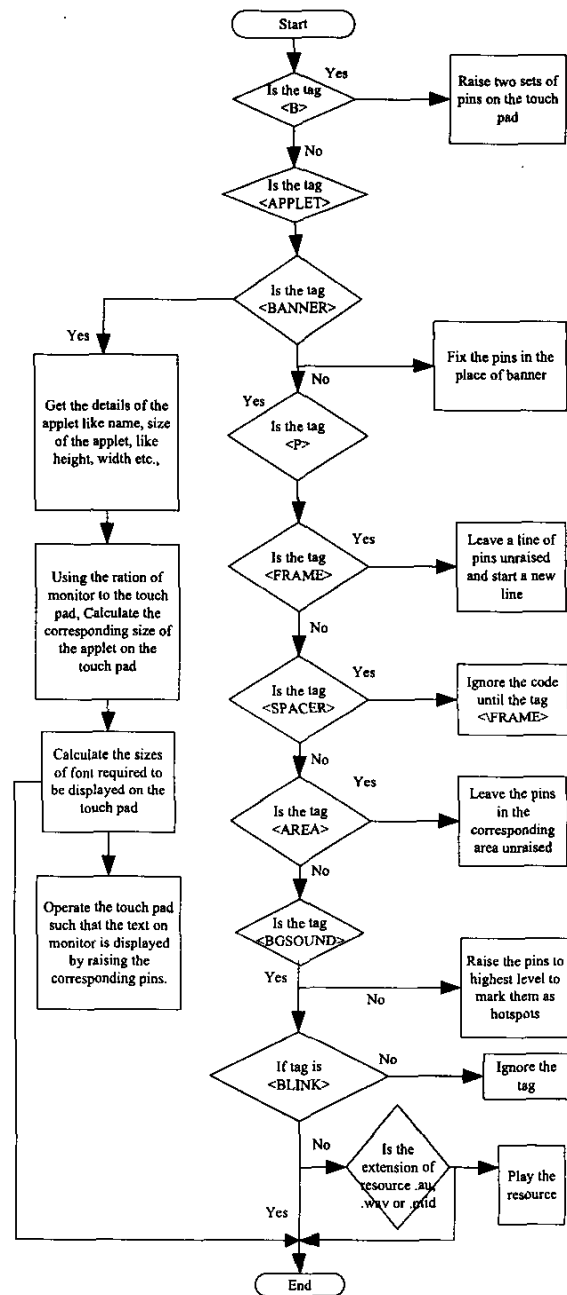 Start
Is the tag
<B>
Yes
Raise two sets of
pins on the touch
pad
No
Is the tag
<APPLET>
Is the tag
<BANNER>
Yes
No
Fix the pins in the
place of banner
Get the details of the
applet like name, size
of the applet, like
height, width etc.,
Yes
Is the tag
<P>
Using the ration of
monitor to the touch
pad, Calculate the
corresponding size of
the applet on the
touch pad
Is the tag
<FRAME>
Yes
Leave a line of
pins unraised
and start a new
line
No
Is the tag
<SPACER>
Yes
Ignore the code
until the tag
<\FRAME>
No
Calculate the sizes
of font required to
be displayed on the
touch pad
Is the tag
<AREA>
Yes
Leave the pins
in the
corresponding
area unraised
No
Operate the touch pad
such that the text on
monitor is displayed
by raising the
corresponding pins.
Is the tag
<BGSOUND>
Yes
No
Raise the pins to
highest level to
mark them as
hotspots
If tag is
<BLINK>
No
Ignore the
tag
No
Is the
extension of
resource .au,
.wav or .mid
Play the
resource
Yes
End